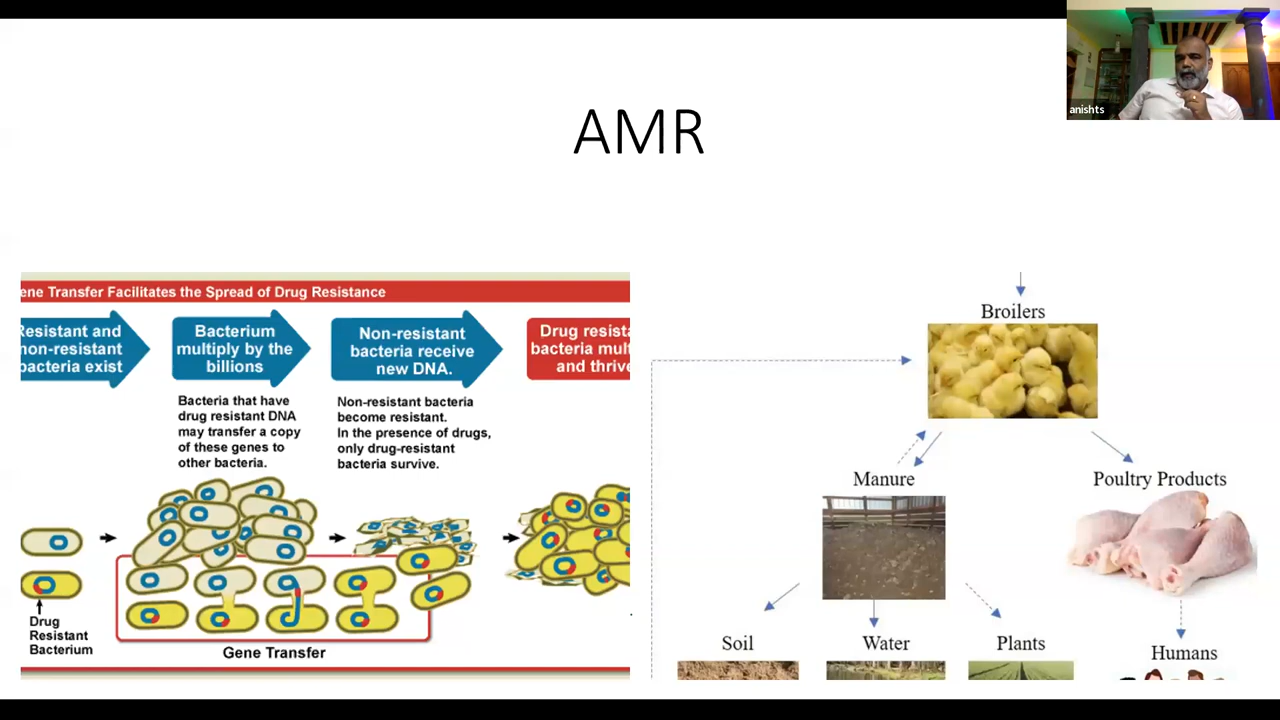 anishts
AMR
ene Transfer Facilitates the Spread of Drug Resistance
Resistant and
non-resistant
bacteria exist
Bacterium
multiply by the
billions
Non-resistant
bacteria receive
new DNA.
Drug resista
bacteria mul
and thrive
Bacteria that have
drug resistant DNA
may transfer a copy
of these genes to
other bacteria.
Non-resistant bacteria
become resistant.
In the presence of drugs,
only drug-resistant
bacteria survive.
Drug
Resistant
Bacterium
Gene Transfer
Broilers
Manure
Poultry Products
Soil
Water
Plants
Humans